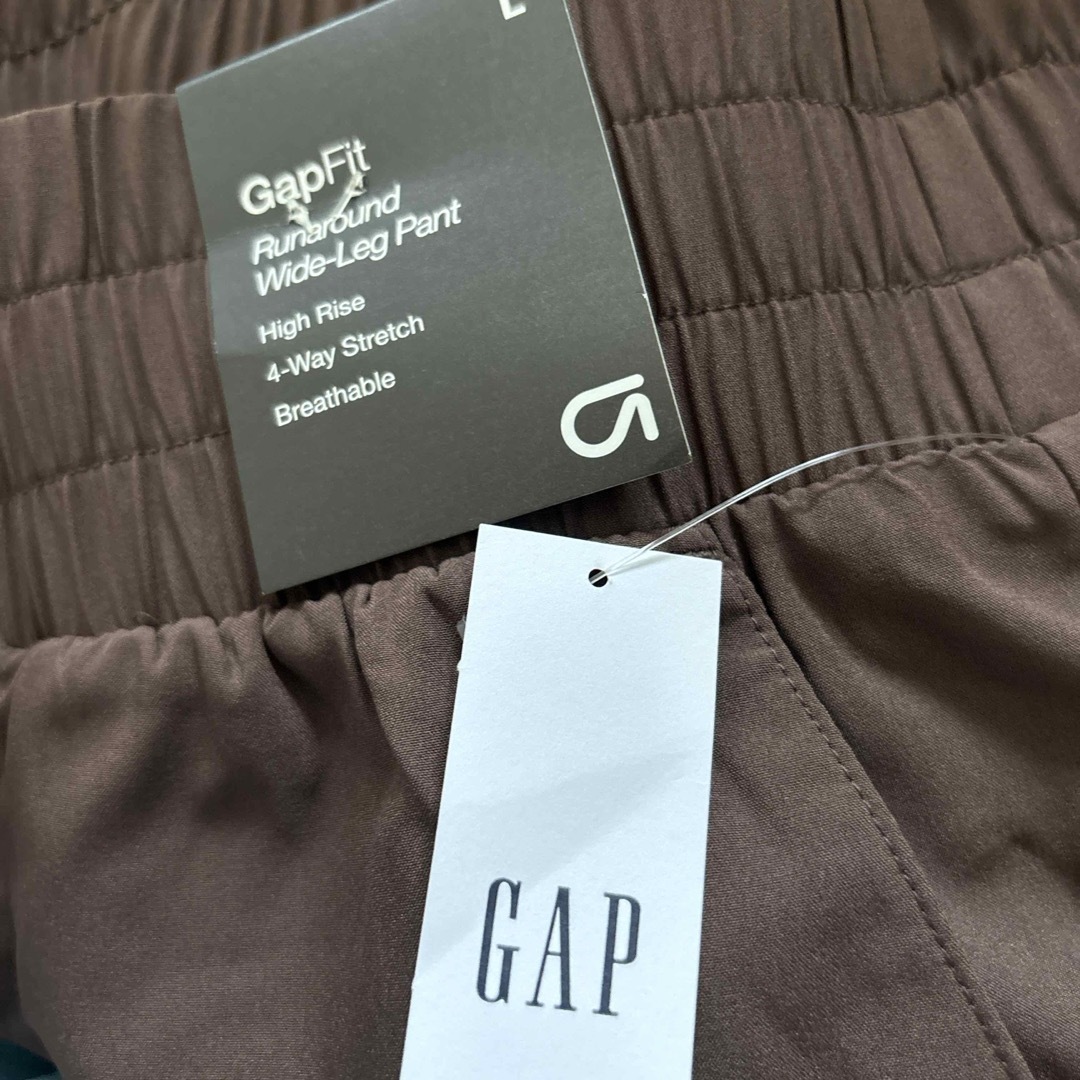 GapFit
Runaround
Wide-Leg Pant
High Rise
4-Way Stretch
Breathable
GAP